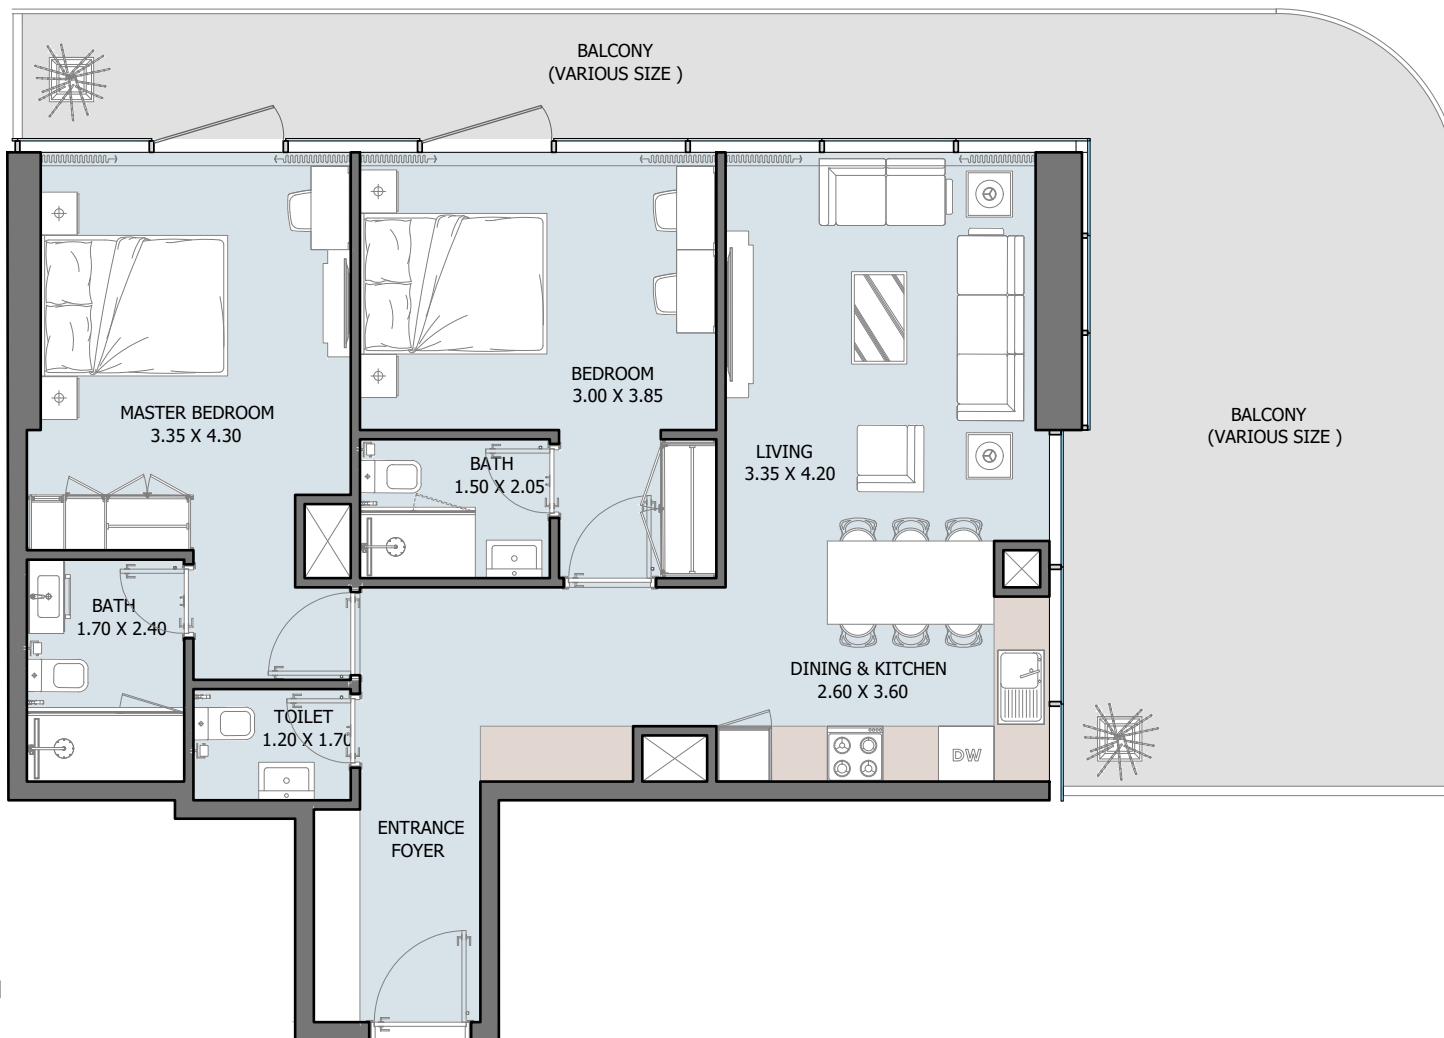 BALCONY
(VARIOUS SIZE )
MASTER BEDROOM
3.35 X 4.30
BEDROOM
3.00 X 3.85
BALCONY
(VARIOUS SIZE )
LIVING
3.35 X 4.20
BATH
1.50 X 2.05
BATH
1.70 X 2.40
DINING & KITCHEN
2.60 X 3.60
TOILET
1.20 X 1.70
DW
ENTRANCE
FOYER